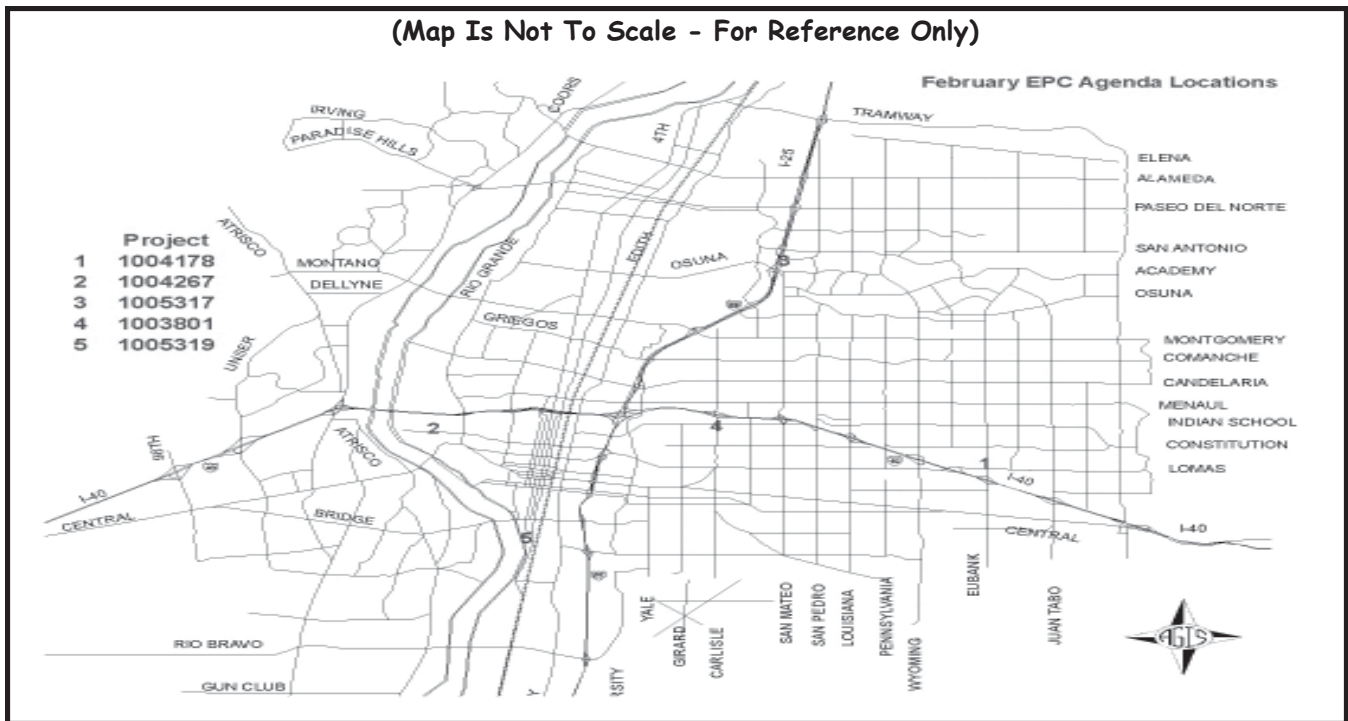 (Map Is Not To Scale - For Reference Only)
February EPC Agenda Locations
COORS
IRVING
PARADISE HILLS
4TH
I-25
TRAMWAY
ELENA
ALAMEDA
PASEO DEL NORTE
ATRISCO
Project
1 1004178
2 1004267
3 1005317
4 1003801
5 1005319
MONTANO
DELLYNE
RIO GRANDE
EDITH
OSUNA
3
SAN ANTONIO
ACADEMY
OSUNA
GRIEGOS
UNSER
MONTGOMERY
COMANCHE
CANDELARIA
MENAUL
INDIAN SCHOOL
CONSTITUTION
LOMAS
2
4
1
98TH
ATRISCO
I-40
I-40
CENTRAL
BRIDGE
CENTRAL
I-40
5
YALE
GIRARD
CARLISLE
SAN MATEO
SAN PEDRO
LOUISIANA
PENNSYLVANIA
WYOMING
EUBANK
JUAN TABO
RIO BRAVO
GUN CLUB
Y
RSITY
AGIS